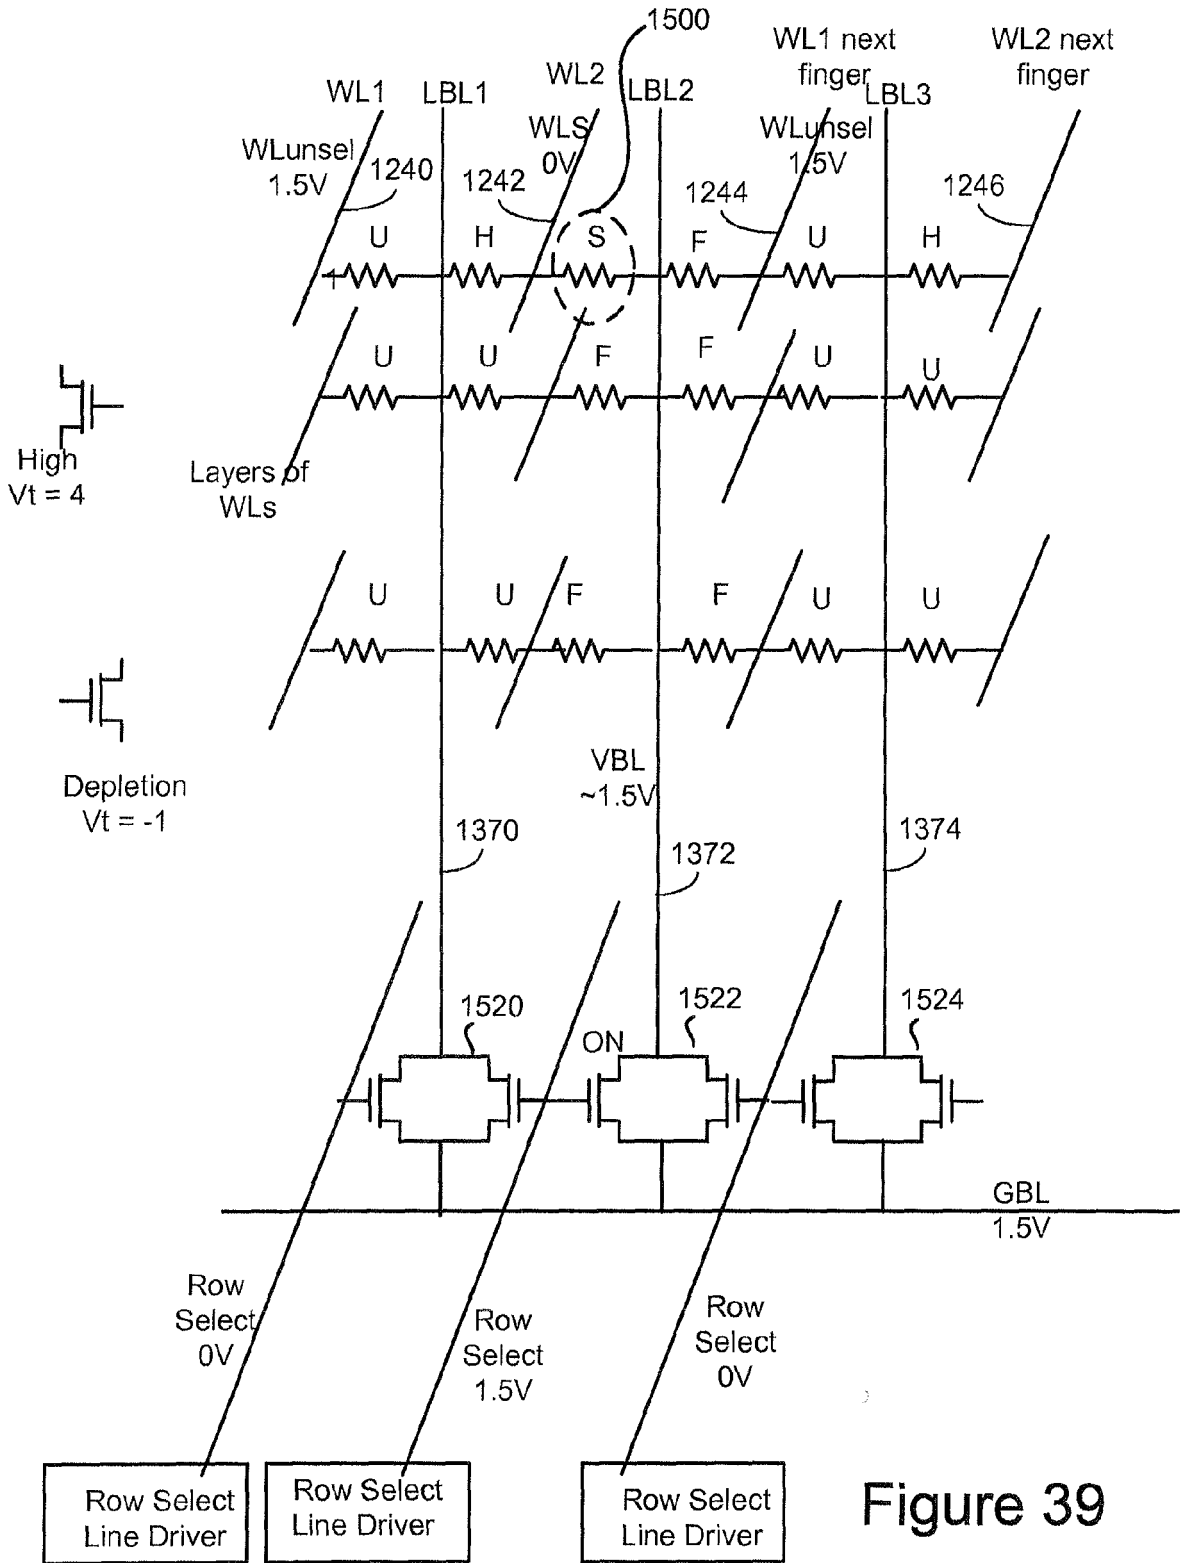 1500
WL1 next
finger
WL2 next
finger
WL1
LBL1
WL2
LBL2
LBL3
WLunsel
1.5V
WLS
0V
WLunsel
1.5V
1240
1242
1244
1246
U
H
S
F
U
H
1
U
U
F
F
U
U
High
Vt = 4
Layers of
WLs
U
U
F
F
U
U
Depletion
Vt = -1
VBL
~1.5V
1370
1372
1374
1520
ON
1522
1524
GBL
1.5V
Row
Select
0V
Row
Select
1.5V
Row
Select
0V
Row Select
Line Driver
Row Select
Line Driver
Row Select
Line Driver
Figure 39